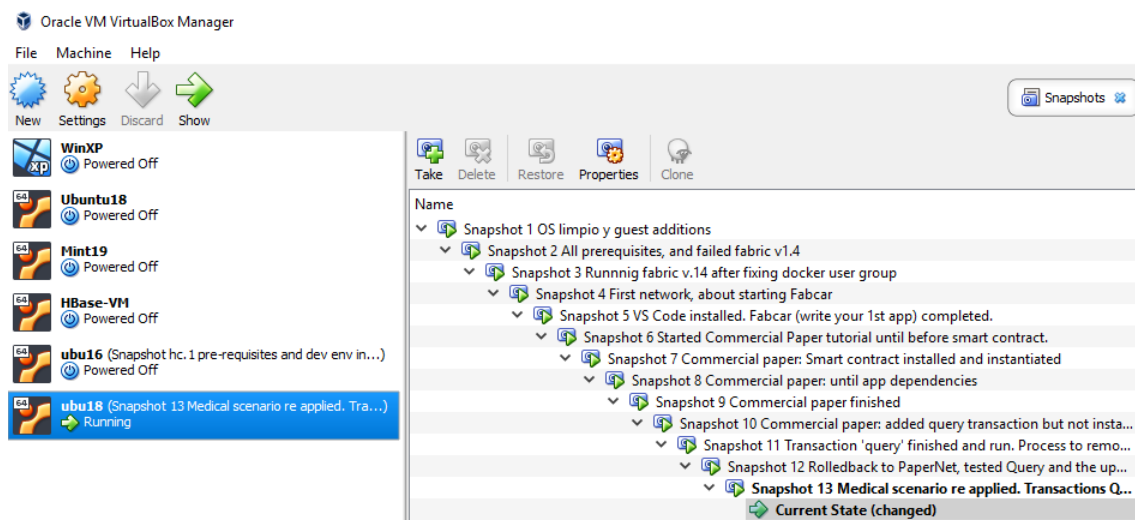 Oracle VM VirtualBox Manager
File Machine Help
New Settings Discard Show
Snapshots
WinXP
Powered Off
Ubuntu18
Powered Off
Mint19
Powered Off
HBase-VM
Powered Off
ubu16 (Snapshot hc.1 pre-requisites and dev env in...)
Powered Off
ubu18 (Snapshot 13 Medical scenario re applied. Tra...)
Running
Take Delete Restore Properties Clone
Name
Snapshot 1 OS limpio y guest additions
Snapshot 2 All prerequisites, and failed fabric v1.4
Snapshot 3 Runnnig fabric v.14 after fixing docker user group
Snapshot 4 First network, about starting Fabcar
Snapshot 5 VS Code installed. Fabcar (write your 1st app) completed.
Snapshot 6 Started Commercial Paper tutorial until before smart contract.
Snapshot 7 Commercial paper: Smart contract installed and instantiated
Snapshot 8 Commercial paper: until app dependencies
Snapshot 9 Commercial paper finished
Snapshot 10 Commercial paper: added query transaction but not insta...
Snapshot 11 Transaction 'query' finished and run. Process to remo...
Snapshot 12 Rolledback to PaperNet, tested Query and the up...
Snapshot 13 Medical scenario re applied. Transactions Q...
Current State (changed)
64
64
64
64
64
XP